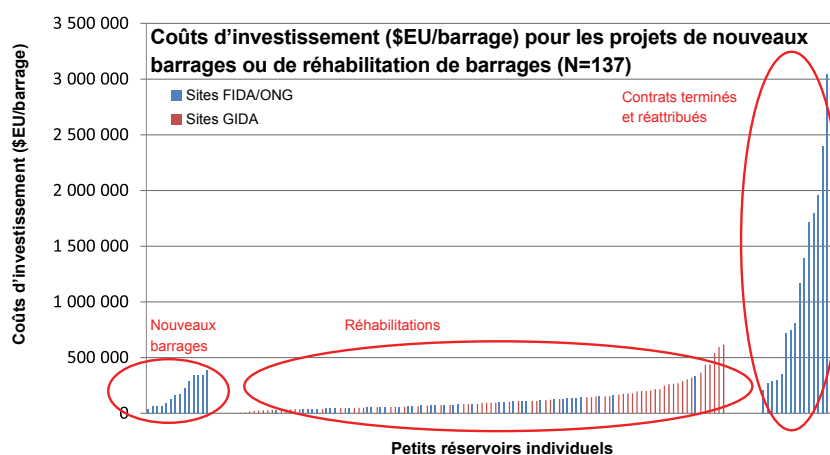 Coûts d'investissement ($EU/barrage) pour les projets de nouveaux
barrages ou de réhabilitation de barrages (N=137)
Sites FIDA/ONG
Sites GIDA
Contrats terminés
et réattribués
Nouveaux
barrages
Réhabilitations
Coûts d'investissement ($EU/barrage)
3 500 000
3 000 000
2 500 000
2 000 000
1 500 000
1 000 000
500 000
0
Petits réservoirs individuels